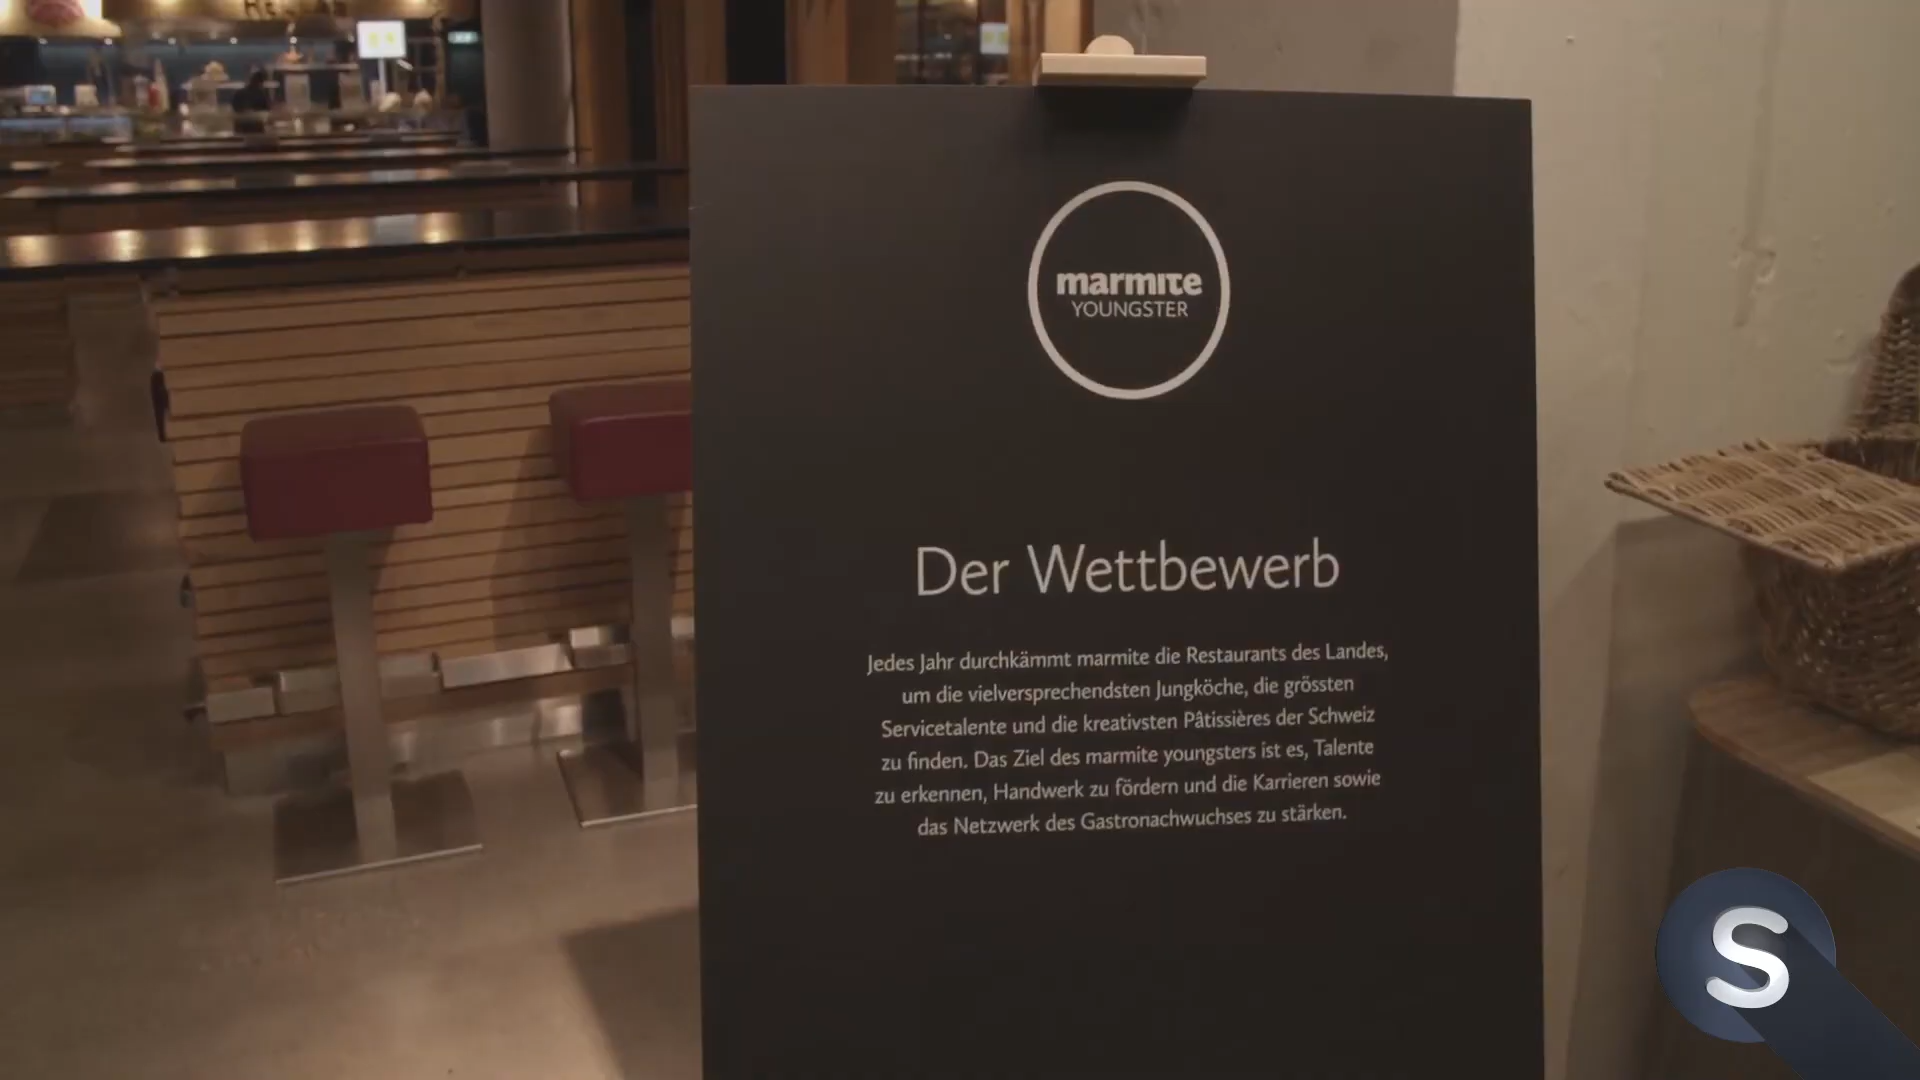 marmite
YOUNGSTER
Der Wettbewerb
Jedes Jahr durchkämmt marmite die Restaurants des Landes,
um die vielversprechendsten Jungköche, die grössten
Servicetalente und die kreativsten Pâtissières der Schweiz
zu finden. Das Ziel des marmite youngsters ist es, Talente
zu erkennen, Handwerk zu fördern und die Karrieren sowie
das Netzwerk des Gastronachwuchses zu stärken.
S